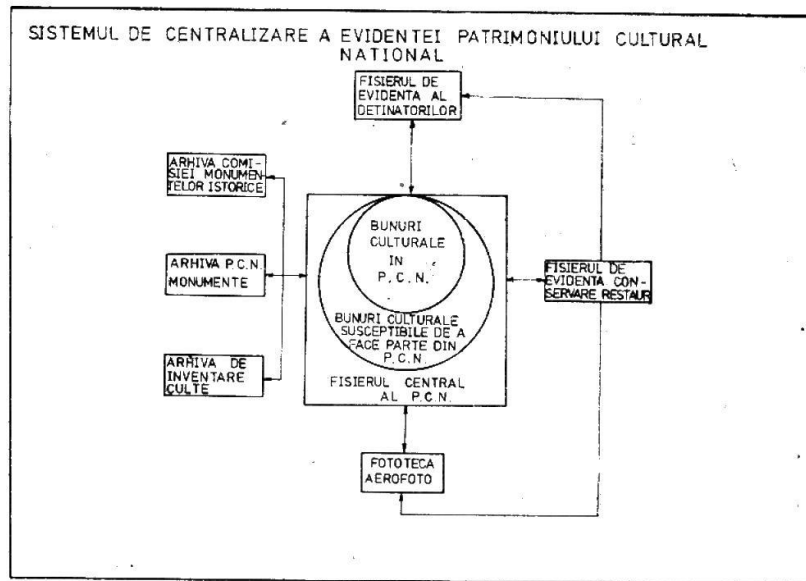 SISTEMUL DE CENTRALIZARE A EVIDENTEI PATRIMONIULUI CULTURAL
NATIONAL
FISIERUL DE
EVIDENTA AL
DETINATORILOR
ARHIVA COMI-
SIEI MONUMEN-
TELOR ISTORICE
ARHIVA P.C.N.
MONUMENTE
ARHIVA DE
INVENTARE
CULTE
BUNURI
CULTURALE
IN
P.C.N.
BUNURI CULTURALE
SUSCEPTIBILE DE A
FACE PARTE DIN
P.C.N.
FISIERUL CENTRAL
AL P.C.N.
FISIERUL DE
EVIDENTA CON-
SERVARE RESTAUR
FOTOTECA
AEROFOTO